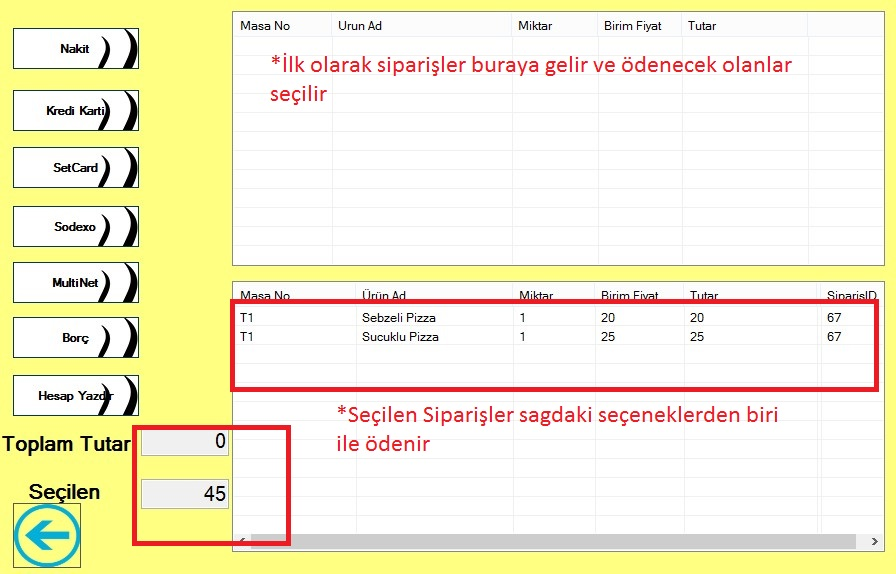 Nakit
Kredi Karti
SetCard
Sodexo
MultiNet
Borç
Hesap Yazdır
Toplam Tutar 0
Seçilen 45
Masa No Urun Ad Miktar Birim Fiyat Tutar
*İlk olarak siparişler buraya gelir ve ödenecek olanlar
seçilir
Masa No Ürün Ad Miktar Birim Fiyat Tutar SiparisID
T1 Sebzeli Pizza 1 20 20 67
T1 Sucuklu Pizza 1 25 25 67
*Seçilen Siparişler sagdaki seçeneklerden biri
ile ödenir